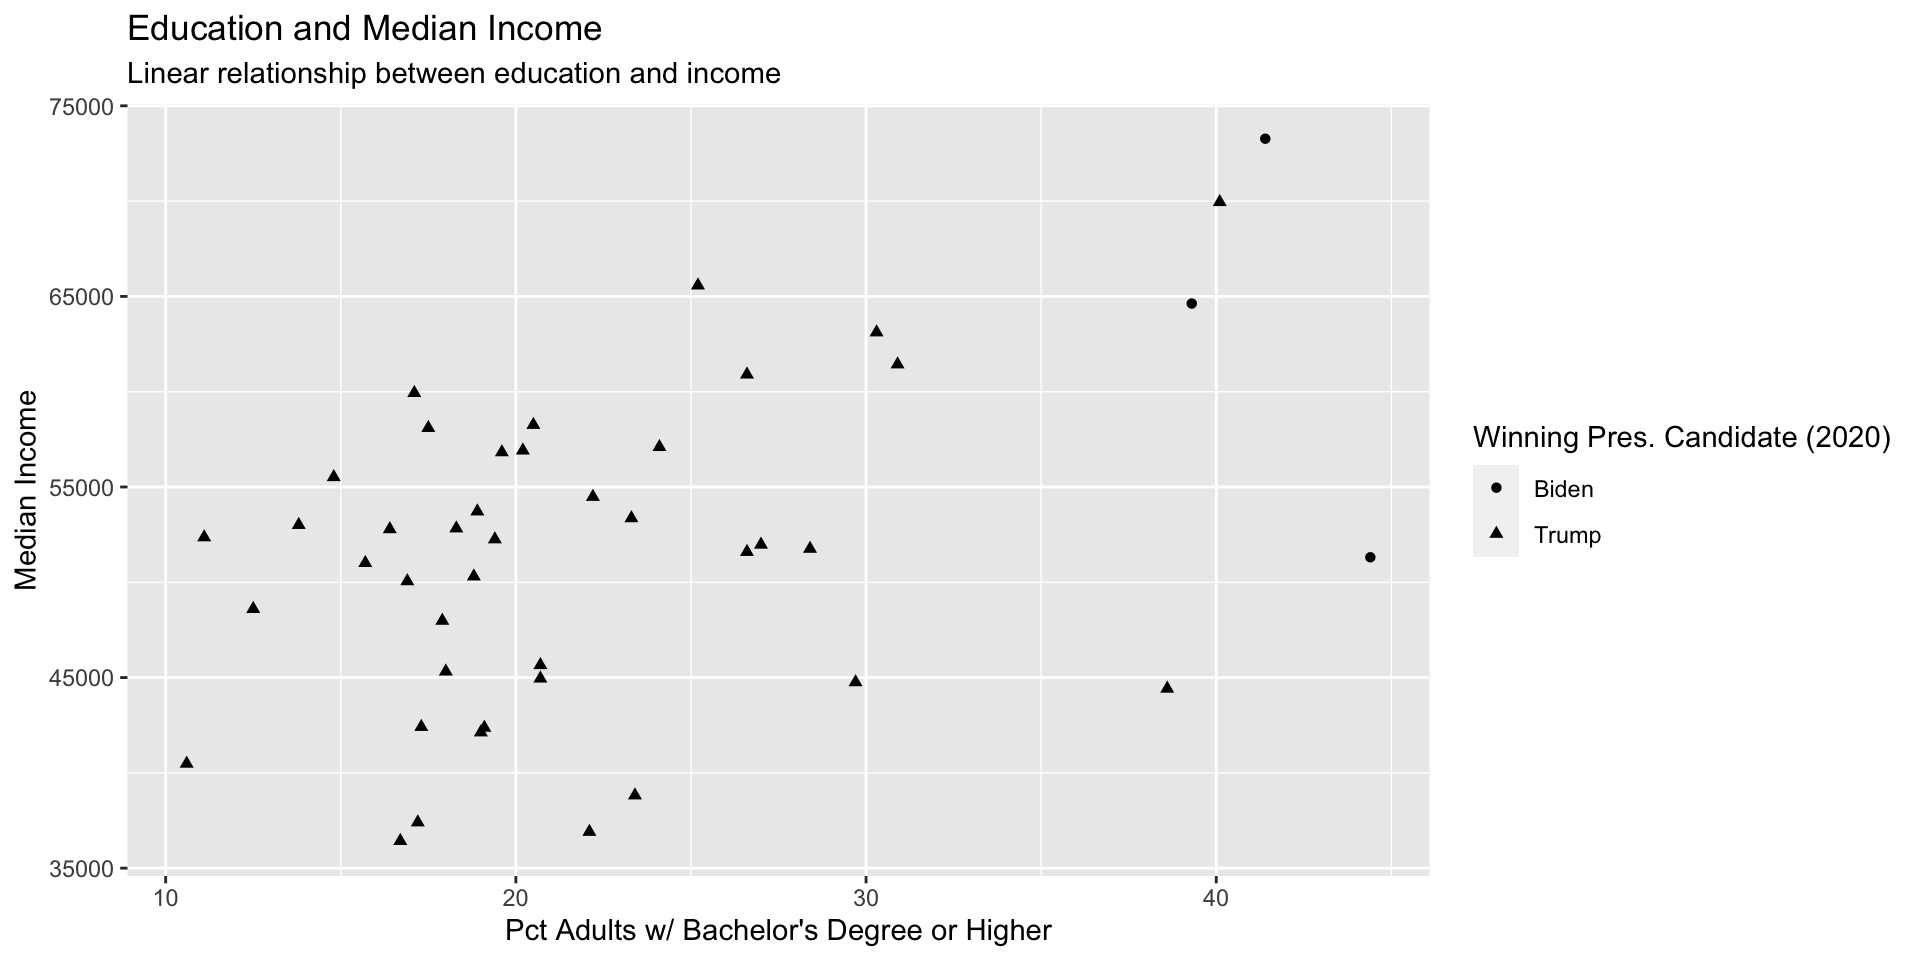 Education and Median Income
Linear relationship between education and income
75000
65000
55000
45000
35000
Median Income
10 20 30 40
Pct Adults w/ Bachelor's Degree or Higher
Winning Pres. Candidate (2020)
Biden
Trump